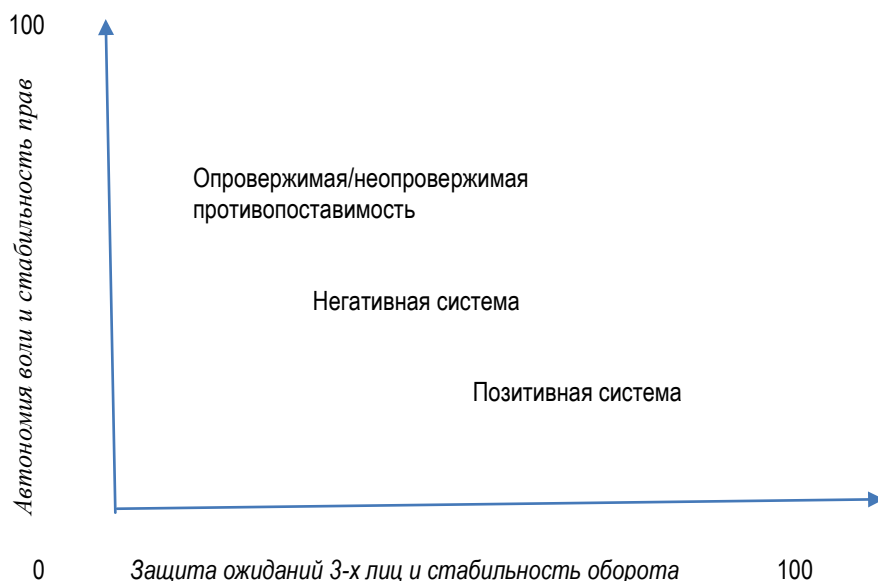 100
Автономия воли и стабильность прав
Опровержимая/неопровержимая
противопоставимость
Негативная система
Позитивная система
0 Защита ожиданий 3-х лиц и стабильность оборота 100